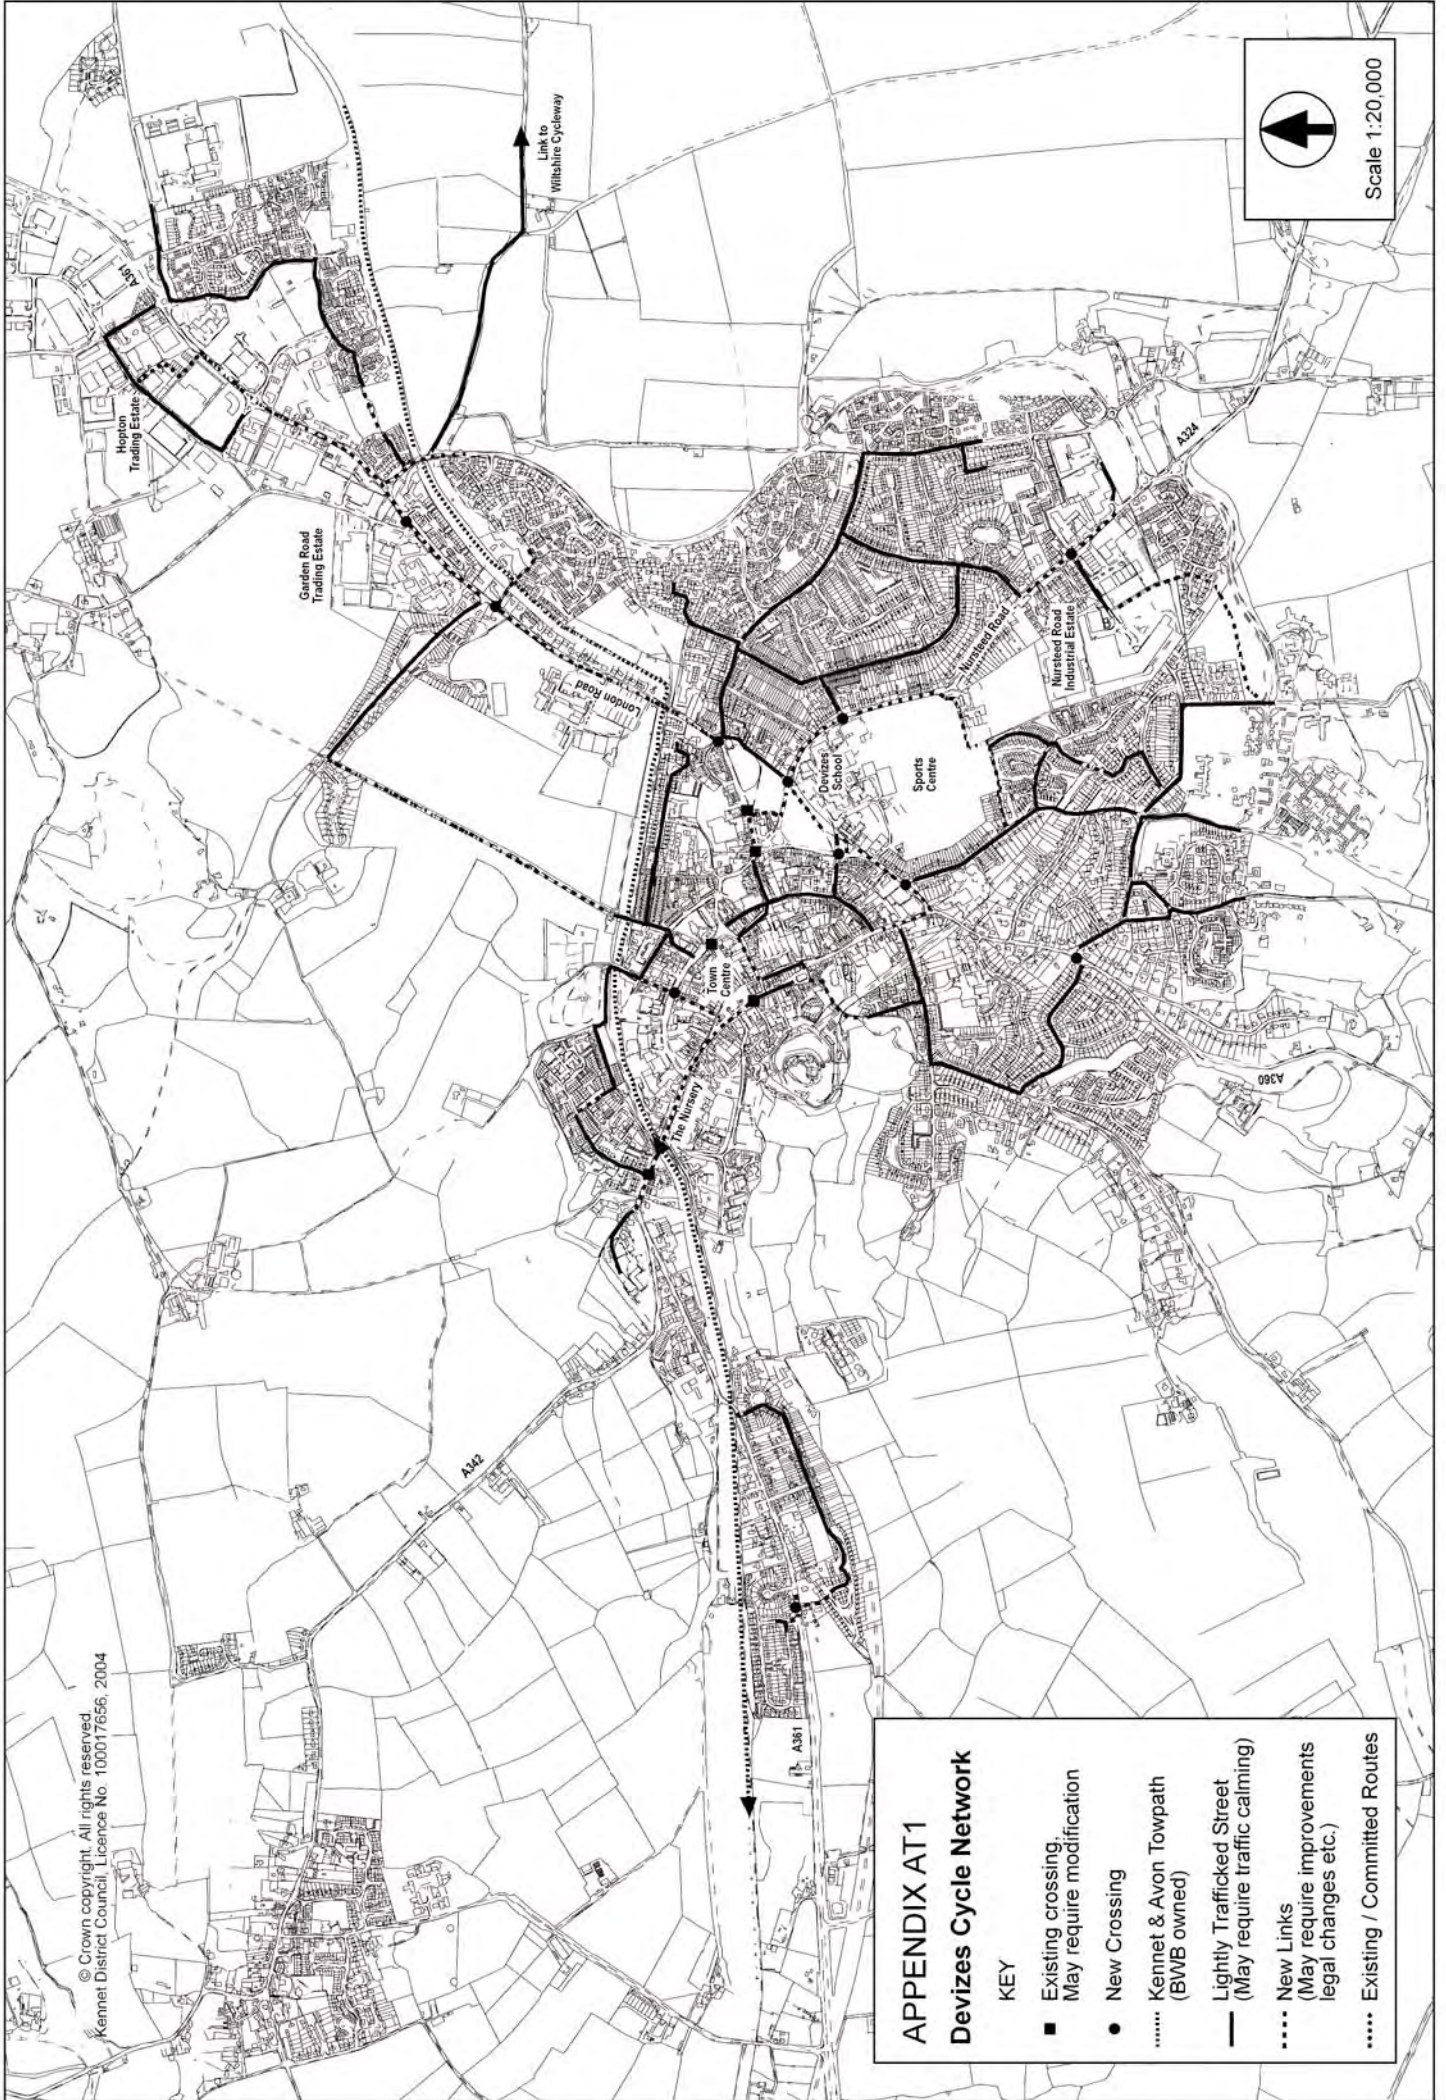 © Crown copyright. All rights reserved.
Kennet District Council, Licence No. 100017656, 2004
A342
A361
The Nursery
Town
Centre
London Road
Garden Road
Trading Estate
Hopton
Trading Estate
A361
Link to
Wiltshire Cycleway
Devizes
School
Sports
Centre
Nursteed Road
Nursteed Road
Industrial Estate
A324
A360
APPENDIX AT1
Devizes Cycle Network
KEY
Existing crossing,
May require modification
New Crossing
Kennet & Avon Towpath
(BWB owned)
Lightly Trafficked Street
(May require traffic calming)
New Links
(May require improvements
legal changes etc.)
Existing / Committed Routes
Scale 1:20,000